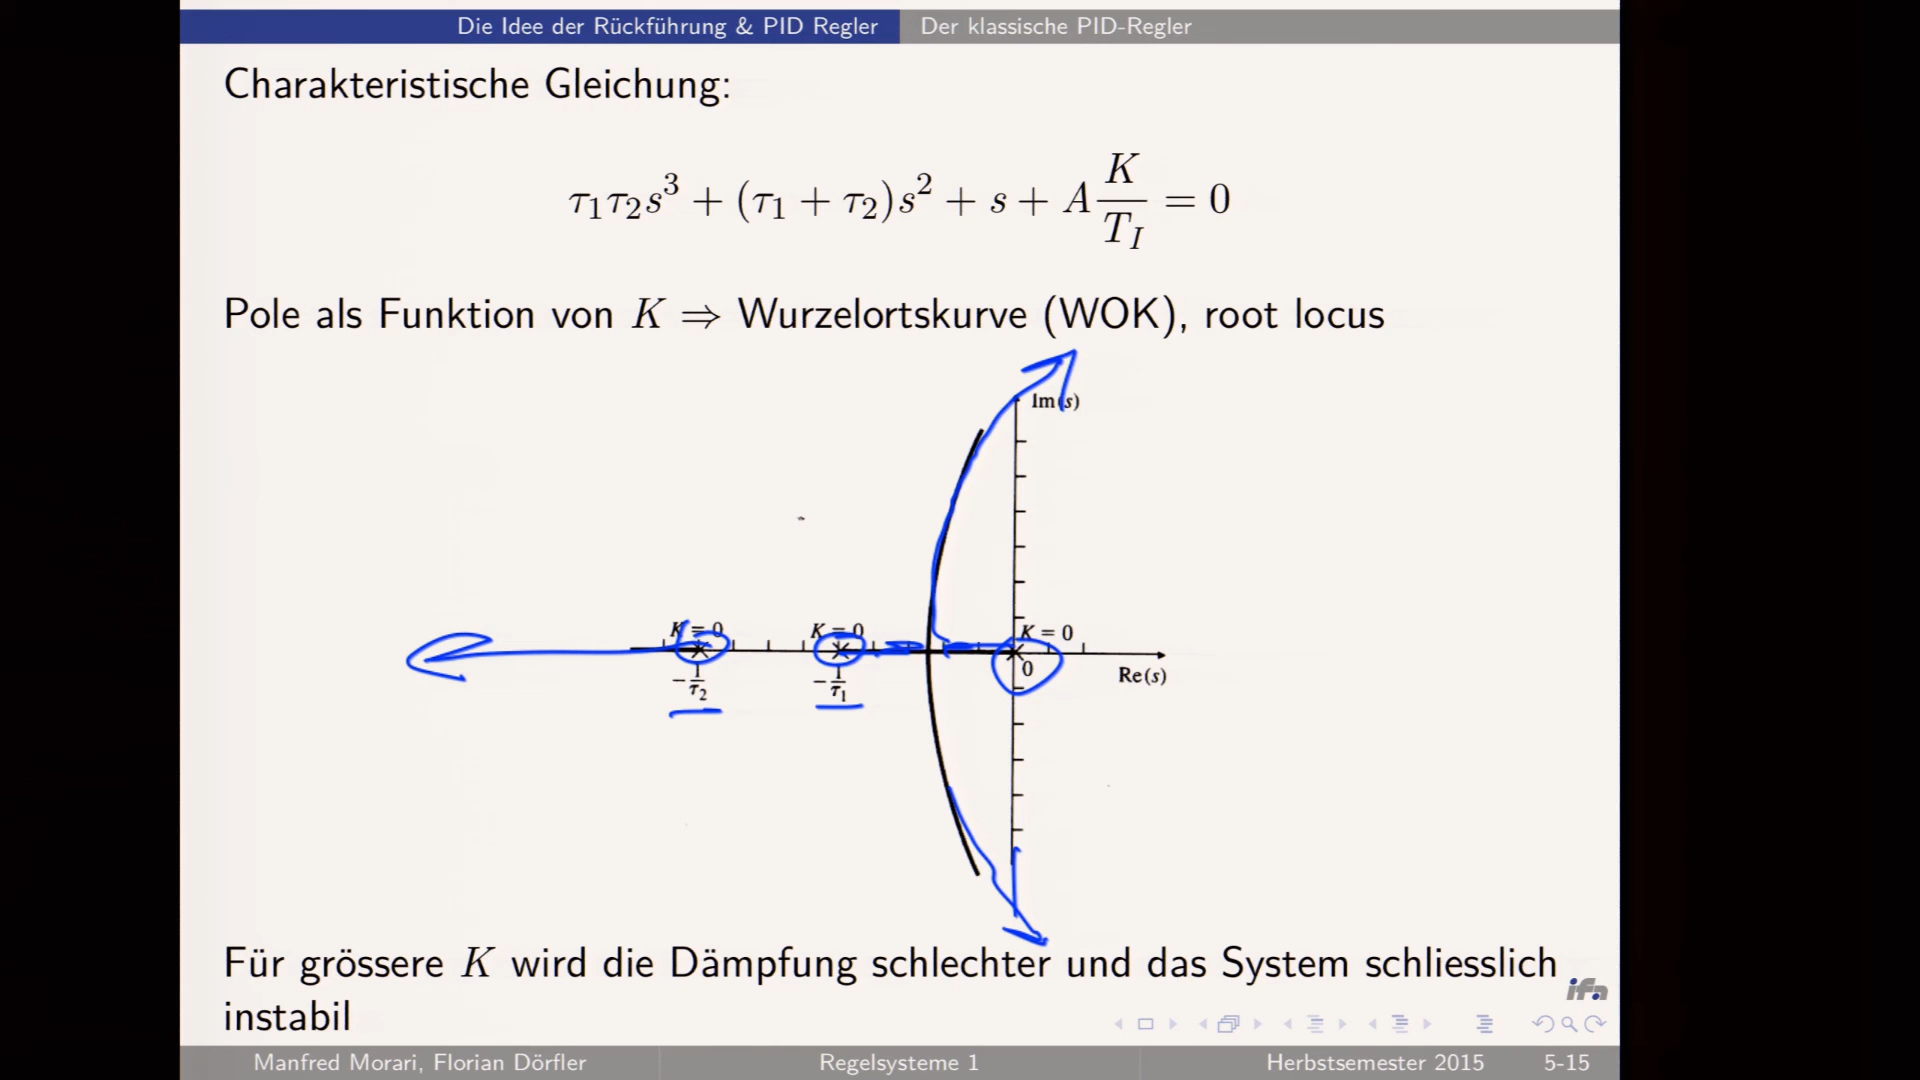 Die Idee der Rückführung & PID Regler Der klassische PID-Regler
Charakteristische Gleichung:
τ₁τ₂s³ + (τ₁ + τ₂)s² + s + A K/T_I = 0
Pole als Funktion von K ⇒ Wurzelortskurve (WOK), root locus
Im(s)
K = 0 K = 0 K = 0
-1/τ₂ -1/τ₁ 0 Re(s)
Für grössere K wird die Dämpfung schlechter und das System schliesslich
instabil
ifa
Manfred Morari, Florian Dörfler Regelsysteme 1 Herbstsemester 2015 5-15